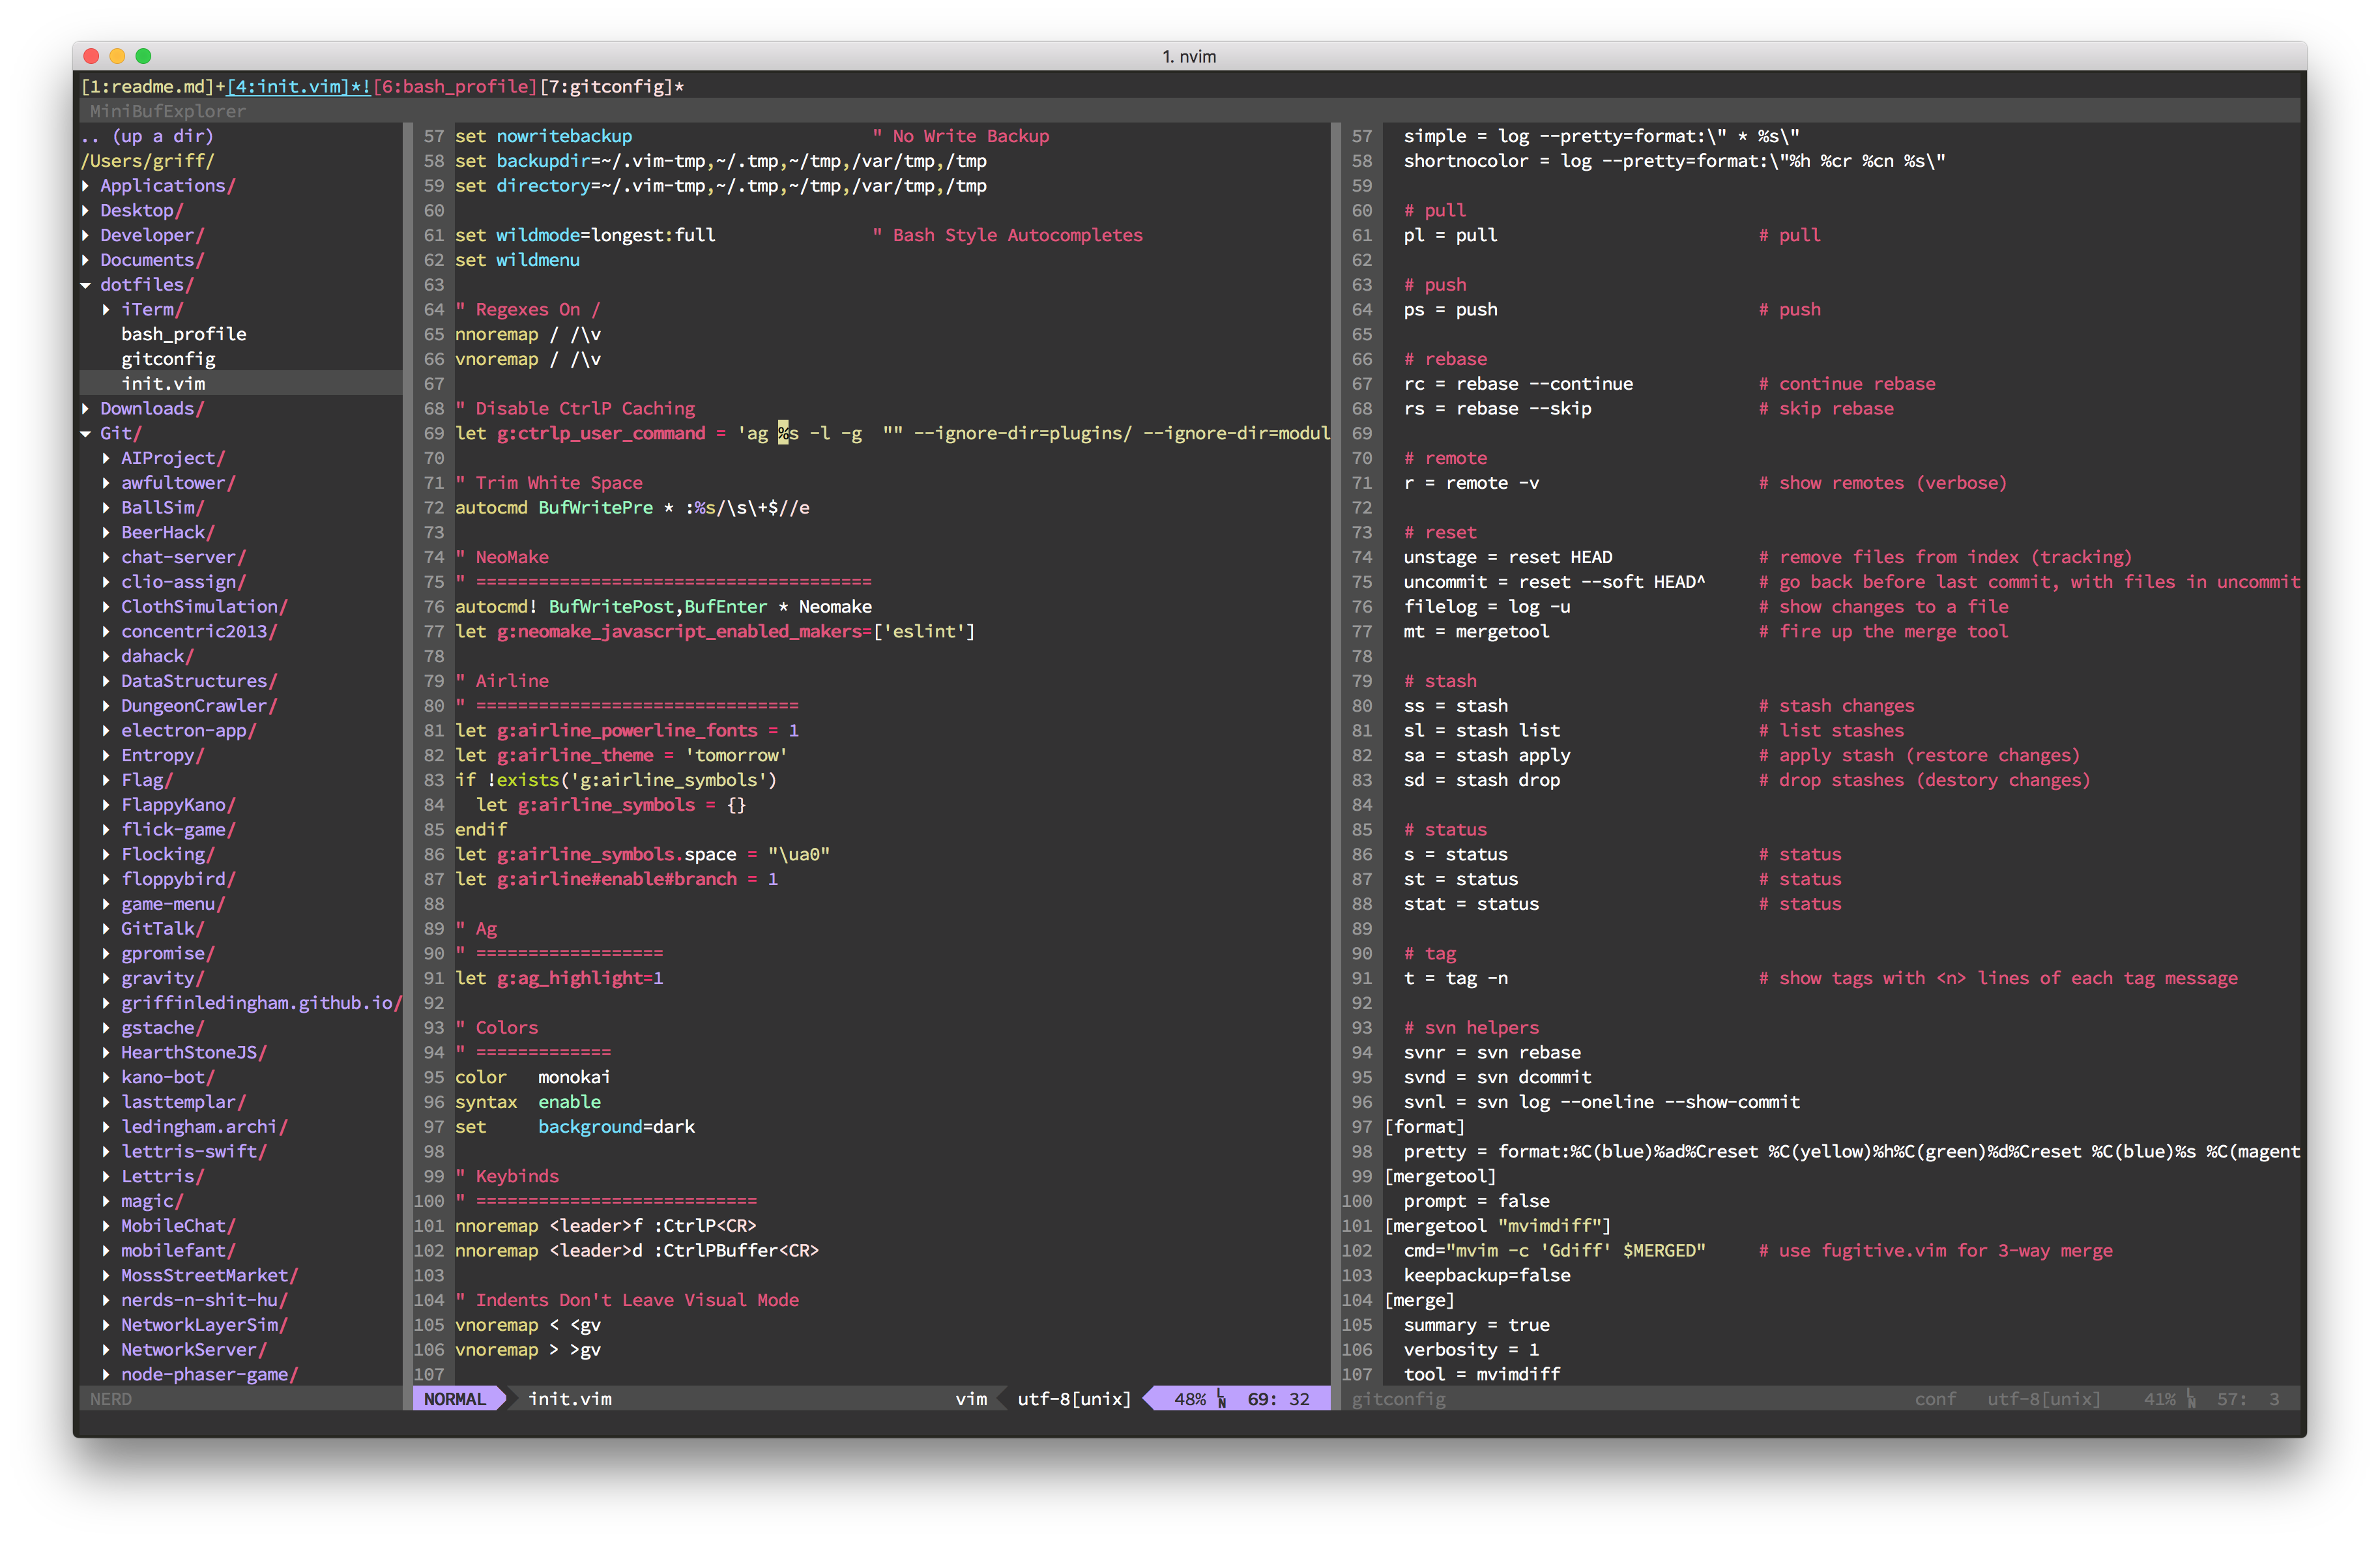 1. nvim
[1:readme.md]+[4:init.vim]*![6:bash_profile][7:gitconfig]*
MiniBufExplorer
.. (up a dir)
/Users/griff/
Applications/
Desktop/
Developer/
Documents/
dotfiles/
iTerm/
bash_profile
gitconfig
init.vim
Downloads/
Git/
AIProject/
awfultower/
BallSim/
BeerHack/
chat-server/
clio-assign/
ClothSimulation/
concentric2013/
dahack/
DataStructures/
DungeonCrawler/
electron-app/
Entropy/
Flag/
FlappyKano/
flick-game/
Flocking/
floppybird/
game-menu/
GitTalk/
gpromise/
gravity/
griffinledingham.github.io/
gstache/
HearthStoneJS/
kano-bot/
lasttemplar/
ledingham.archi/
lettris-swift/
Lettris/
magic/
MobileChat/
mobilefant/
MossStreetMarket/
nerds-n-shit-hu/
NetworkLayerSim/
NetworkServer/
node-phaser-game/
NERD
57 set nowritebackup " No Write Backup
58 set backupdir=~/.vim-tmp,~/.tmp,~/tmp,/var/tmp,/tmp
59 set directory=~/.vim-tmp,~/.tmp,~/tmp,/var/tmp,/tmp
60
61 set wildmode=longest:full " Bash Style Autocompletes
62 set wildmenu
63
64 " Regexes On /
65 nnoremap / /\v
66 vnoremap / /\v
67
68 " Disable CtrlP Caching
69 let g:ctrlp_user_command = 'ag %s -l -g "" --ignore-dir=plugins/ --ignore-dir=modul
70
71 " Trim White Space
72 autocmd BufWritePre * :%s/\s\+$//e
73
74 " NeoMake
75 " ======================================
76 autocmd! BufWritePost,BufEnter * Neomake
77 let g:neomake_javascript_enabled_makers=['eslint']
78
79 " Airline
80 " ===============================
81 let g:airline_powerline_fonts = 1
82 let g:airline_theme = 'tomorrow'
83 if !exists('g:airline_symbols')
84 let g:airline_symbols = {}
85 endif
86 let g:airline_symbols.space = "\ua0"
87 let g:airline#enable#branch = 1
88
89 " Ag
90 " ==================
91 let g:ag_highlight=1
92
93 " Colors
94 " =============
95 color monokai
96 syntax enable
97 set background=dark
98
99 " Keybinds
100 " ===========================
101 nnoremap <leader>f :CtrlP<CR>
102 nnoremap <leader>d :CtrlPBuffer<CR>
103
104 " Indents Don't Leave Visual Mode
105 vnoremap < <gv
106 vnoremap > >gv
107
NORMAL init.vim vim utf-8[unix] 48% LN 69: 32
57 simple = log --pretty=format:\" * %s\"
58 shortnocolor = log --pretty=format:\"%h %cr %cn %s\"
59
60 # pull
61 pl = pull # pull
62
63 # push
64 ps = push # push
65
66 # rebase
67 rc = rebase --continue # continue rebase
68 rs = rebase --skip # skip rebase
69
70 # remote
71 r = remote -v # show remotes (verbose)
72
73 # reset
74 unstage = reset HEAD # remove files from index (tracking)
75 uncommit = reset --soft HEAD^ # go back before last commit, with files in uncommit
76 filelog = log -u # show changes to a file
77 mt = mergetool # fire up the merge tool
78
79 # stash
80 ss = stash # stash changes
81 sl = stash list # list stashes
82 sa = stash apply # apply stash (restore changes)
83 sd = stash drop # drop stashes (destory changes)
84
85 # status
86 s = status # status
87 st = status # status
88 stat = status # status
89
90 # tag
91 t = tag -n # show tags with <n> lines of each tag message
92
93 # svn helpers
94 svnr = svn rebase
95 svnd = svn dcommit
96 svnl = svn log --oneline --show-commit
97 [format]
98 pretty = format:%C(blue)%ad%Creset %C(yellow)%h%C(green)%d%Creset %C(blue)%s %C(magent
99 [mergetool]
100 prompt = false
101 [mergetool "mvimdiff"]
102 cmd="mvim -c 'Gdiff' $MERGED" # use fugitive.vim for 3-way merge
103 keepbackup=false
104 [merge]
105 summary = true
106 verbosity = 1
107 tool = mvimdiff
gitconfig conf utf-8[unix] 41% LN 57: 3